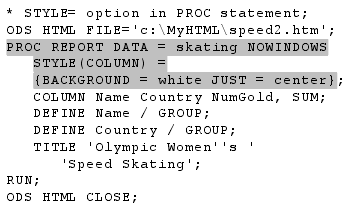 * STYLE= option in PROC statement;
ODS HTML FILE='c:\MyHTML\speed2.htm';
PROC REPORT DATA = skating NOWINDOWS
STYLE(COLUMN) =
{BACKGROUND = white JUST = center};
COLUMN Name Country NumGold, SUM;
DEFINE Name / GROUP;
DEFINE Country / GROUP;
TITLE 'Olympic Women''s '
'Speed Skating';
RUN;
ODS HTML CLOSE;